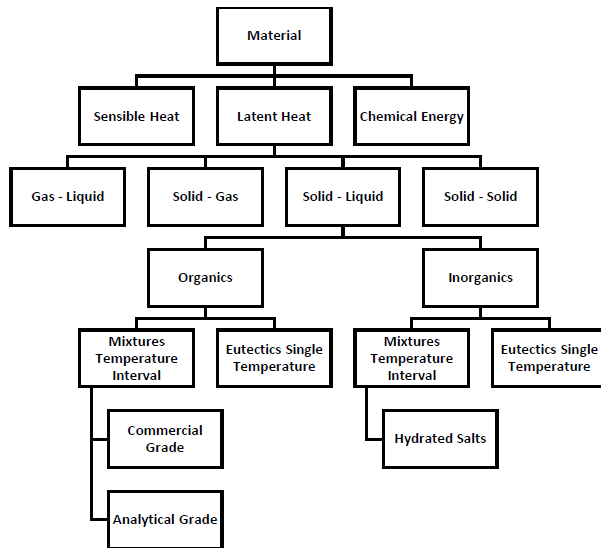 Material
Sensible Heat
Latent Heat
Chemical Energy
Gas - Liquid
Solid - Gas
Solid - Liquid
Solid - Solid
Organics
Inorganics
Mixtures
Temperature
Interval
Eutectics Single
Temperature
Mixtures
Temperature
Interval
Eutectics Single
Temperature
Commercial
Grade
Hydrated Salts
Analytical Grade